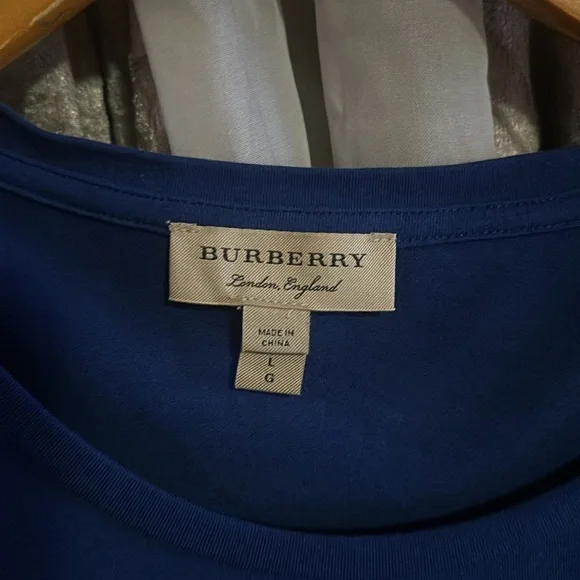 BURBERRY
London, England
MADE IN
CHINA
L
G